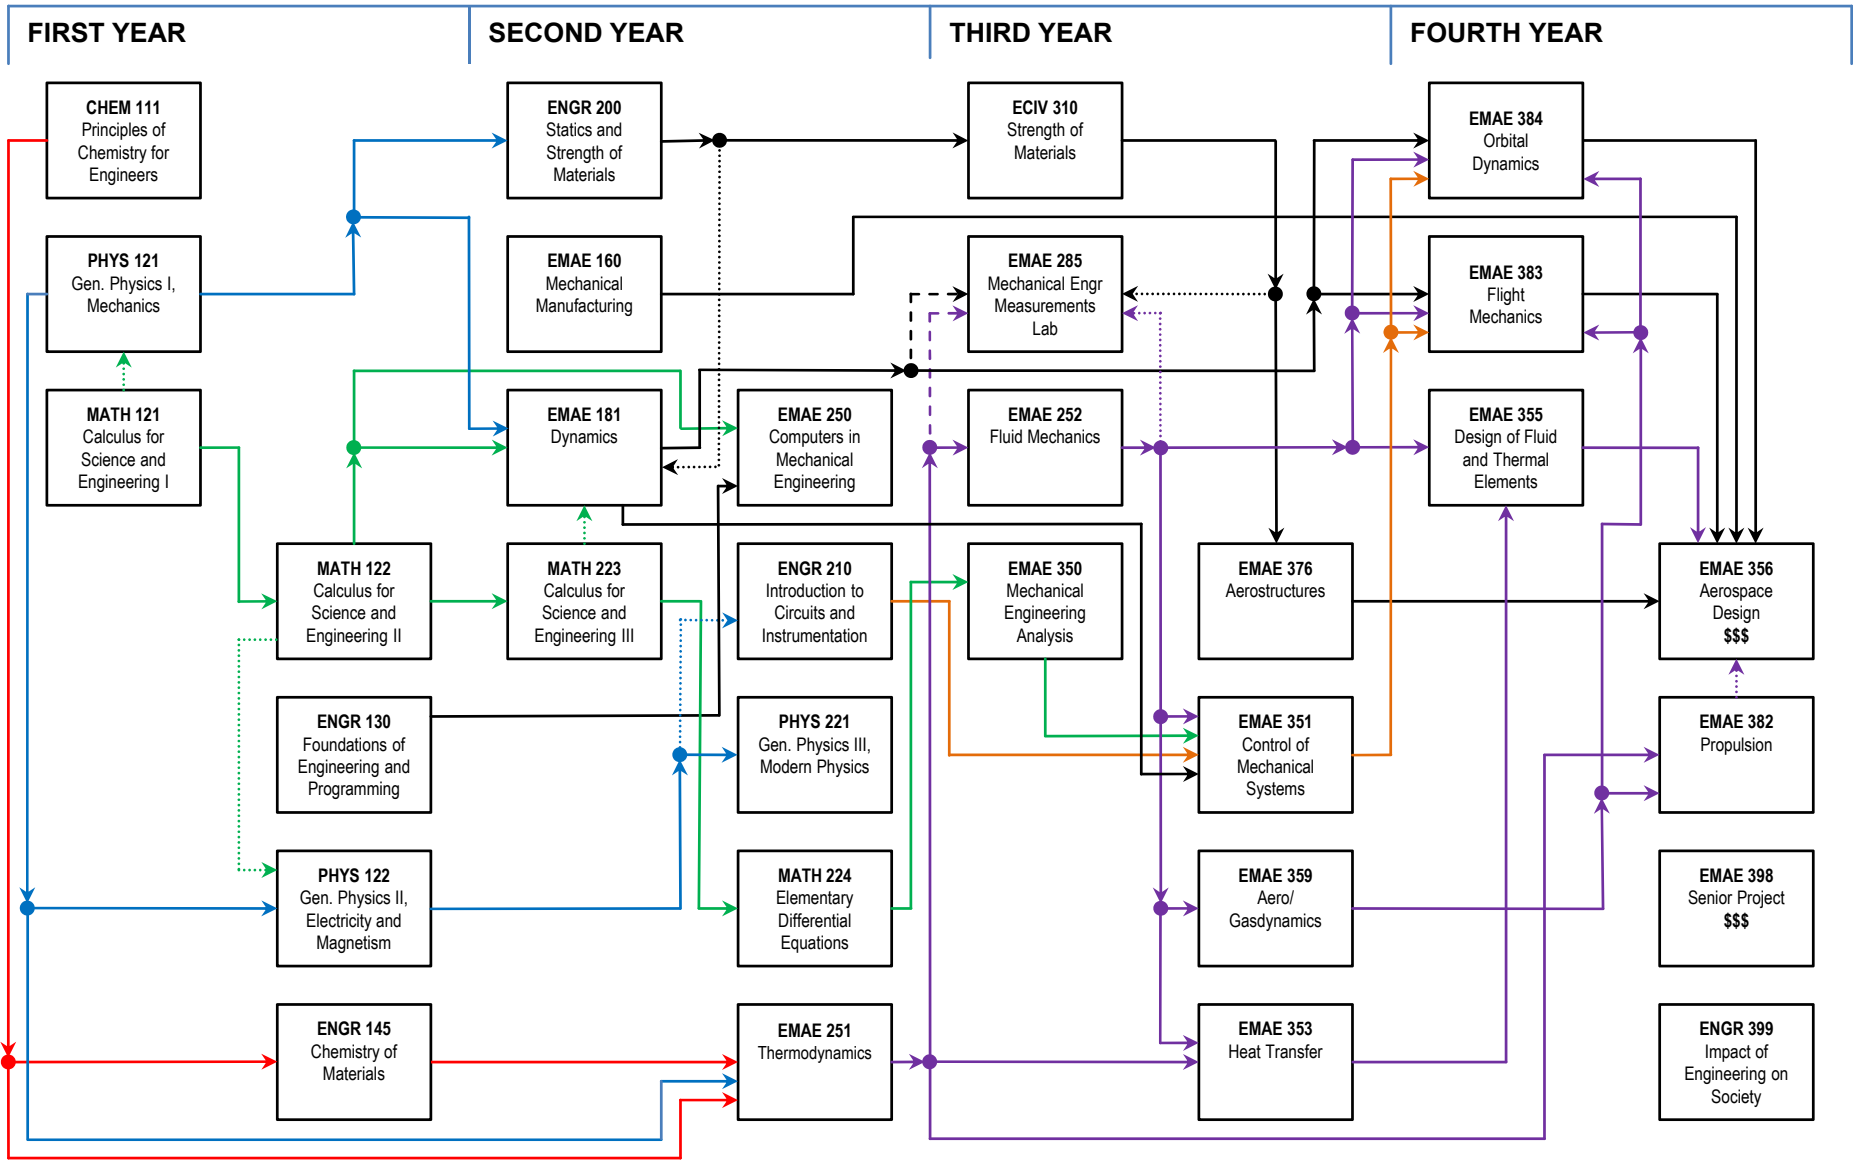 FIRST YEAR
SECOND YEAR
THIRD YEAR
FOURTH YEAR
CHEM 111
Principles of
Chemistry for
Engineers
PHYS 121
Gen. Physics I,
Mechanics
MATH 121
Calculus for
Science and
Engineering I
MATH 122
Calculus for
Science and
Engineering II
ENGR 130
Foundations of
Engineering and
Programming
PHYS 122
Gen. Physics II,
Electricity and
Magnetism
ENGR 145
Chemistry of
Materials
ENGR 200
Statics and
Strength of
Materials
EMAE 160
Mechanical
Manufacturing
EMAE 181
Dynamics
MATH 223
Calculus for
Science and
Engineering III
EMAE 250
Computers in
Mechanical
Engineering
ENGR 210
Introduction to
Circuits and
Instrumentation
PHYS 221
Gen. Physics III,
Modern Physics
MATH 224
Elementary
Differential
Equations
EMAE 251
Thermodynamics
ECIV 310
Strength of
Materials
EMAE 285
Mechanical Engr
Measurements
Lab
EMAE 252
Fluid Mechanics
EMAE 350
Mechanical
Engineering
Analysis
EMAE 376
Aerostructures
EMAE 351
Control of
Mechanical
Systems
EMAE 359
Aero/
Gasdynamics
EMAE 353
Heat Transfer
EMAE 384
Orbital
Dynamics
EMAE 383
Flight
Mechanics
EMAE 355
Design of Fluid
and Thermal
Elements
EMAE 356
Aerospace
Design
$$$
EMAE 382
Propulsion
EMAE 398
Senior Project
$$$
ENGR 399
Impact of
Engineering on
Society